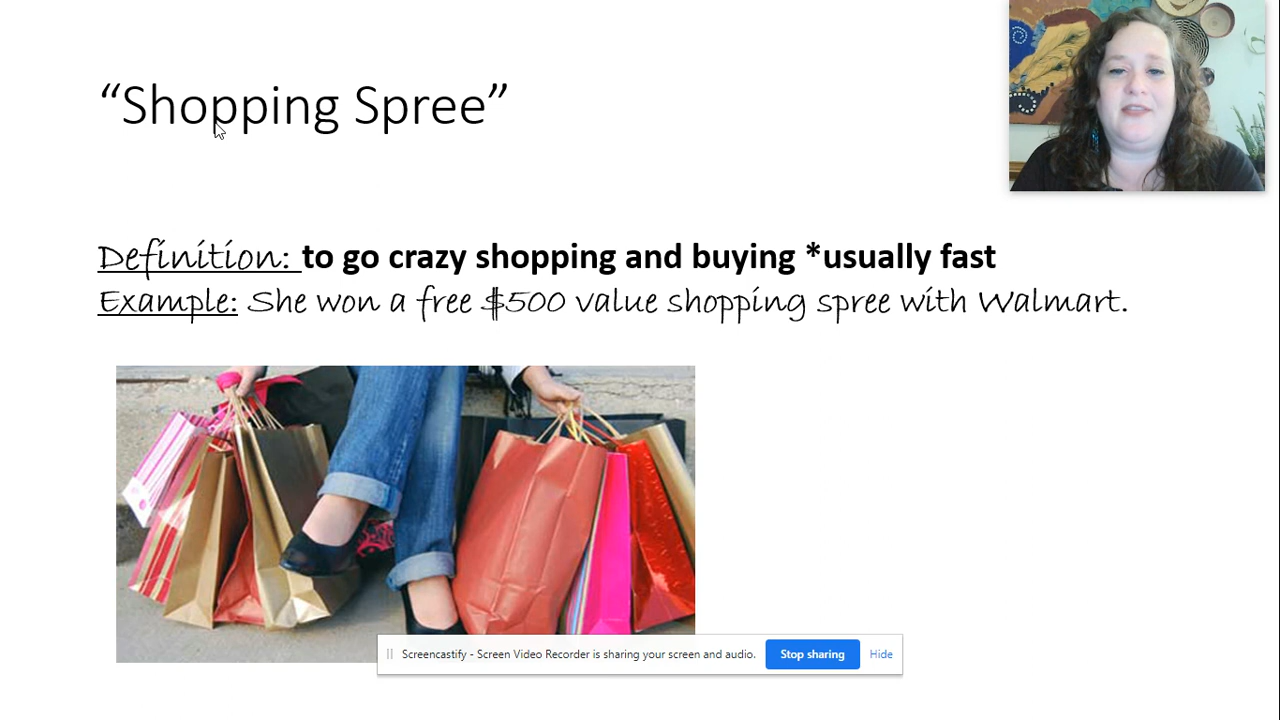 “Shopping Spree”
Definition: to go crazy shopping and buying *usually fast
Example: She won a free $500 value shopping spree with Walmart.
Screencastify - Screen Video Recorder is sharing your screen and audio. Stop sharing Hide